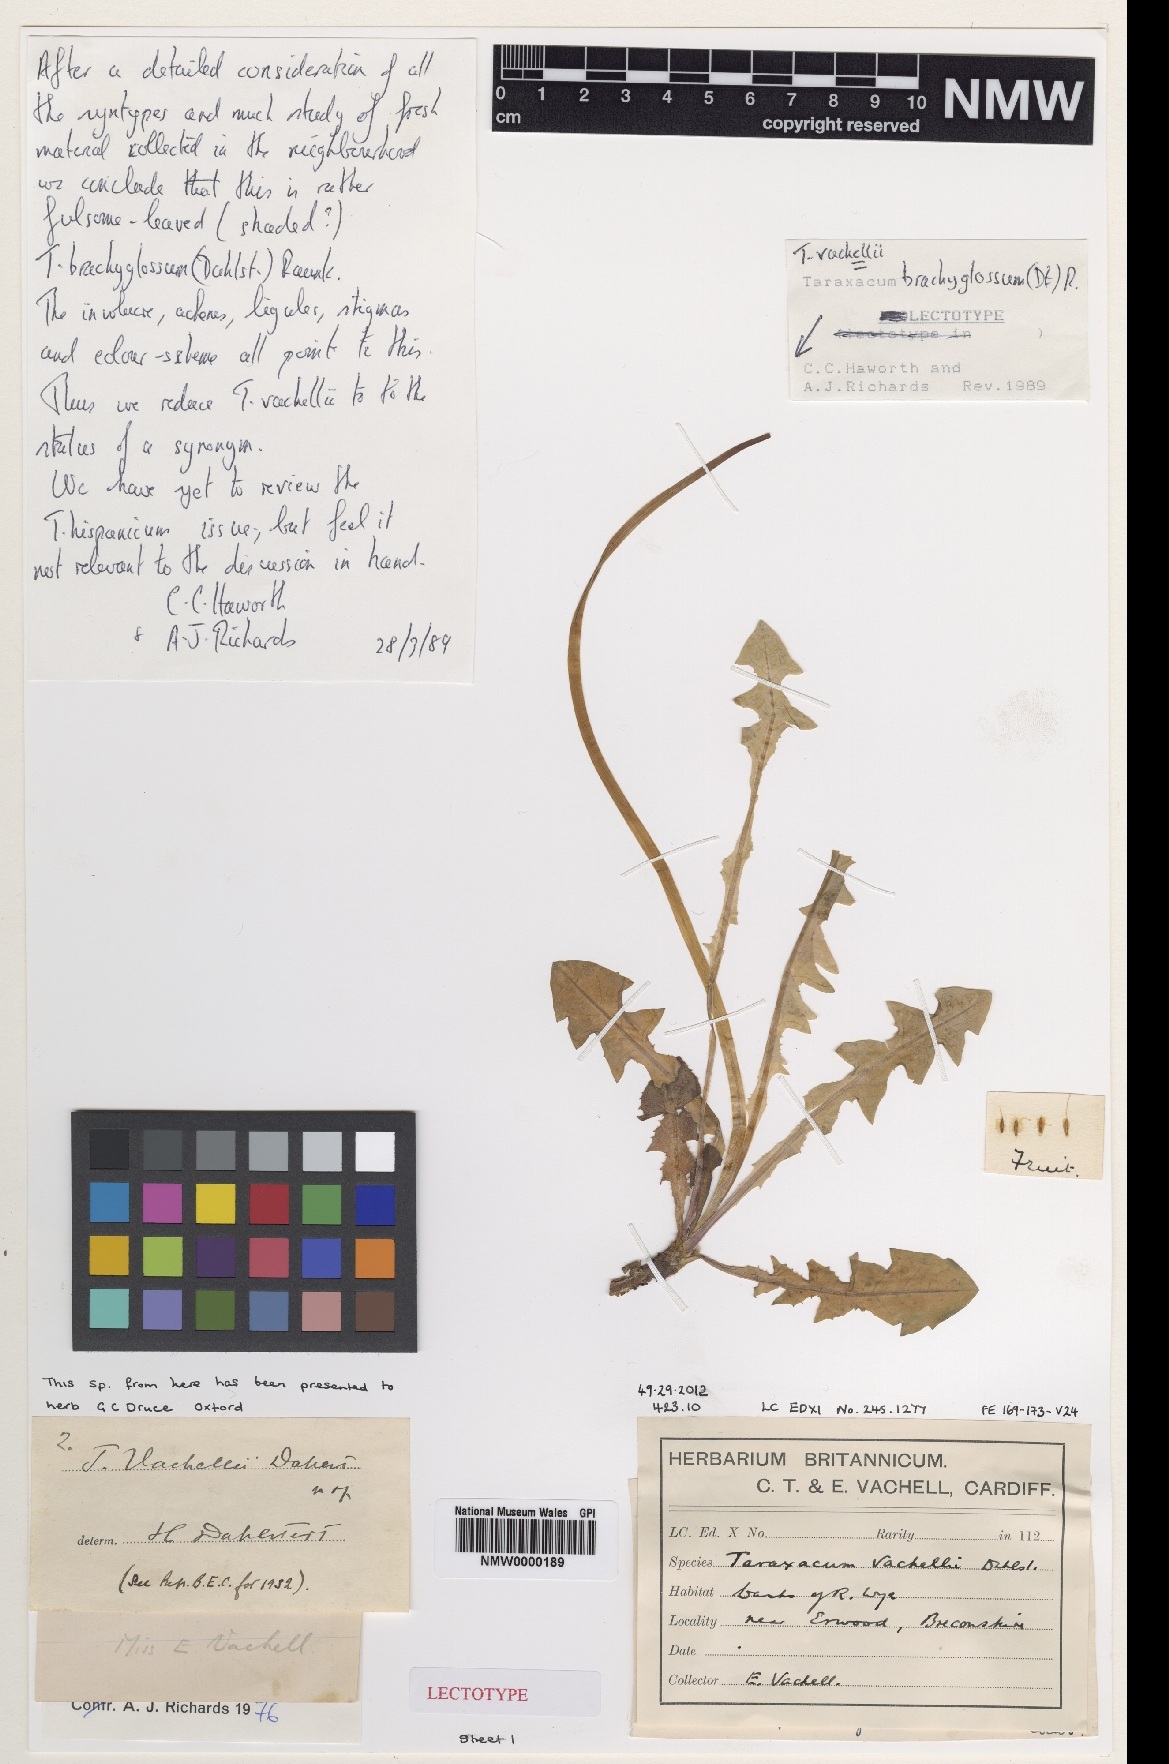 After a detailed consideration of all
the syntypes and much study of fresh
material collected in the neighbourhood
we conclude that this is rather
fulsome-leaved (shaded?)
T. brachyglossum (Dahlst.) Raunk.
The involucre, achenes, ligules, stigmas
and colour-scheme all point to this.
Thus we reduce T. vachellii to to the
status of a synonym.
We have yet to review the
T. hispanicum issue, but feel it
not relevant to the discussion in hand.
C.C. Haworth
& A.J. Richards 28/3/89
0 1 2 3 4 5 6 7 8 9 10
cm
copyright reserved
NMW
T. vachellii
Taraxacum brachyglossum (Dt) R.
LECTOTYPE
(lectotype in )
C.C.Haworth and
A.J.Richards Rev.1989
Fruit.
This sp. from here has been presented to
herb G C Druce Oxford
2.
T. Vachellii Dahlst
n sp
determ. H Dahlstert
(See Rep. B.E.C. for 1932).
Miss E. Vachell
Confr. A. J. Richards 1976
National Museum Wales GPI
NMW0000189
LECTOTYPE
Sheet 1
49.29.2012
423.10 LC EDXI No. 245.1277 FE 169-173-V24
HERBARIUM BRITANNICUM.
C. T. & E. VACHELL, CARDIFF.
LC. Ed. X No. Rarity in 112
Species Taraxacum Vachellii Dahlst.
Habitat banks of R. Wye
Locality near Erwood, Breconshire
Date
Collector E. Vachell.